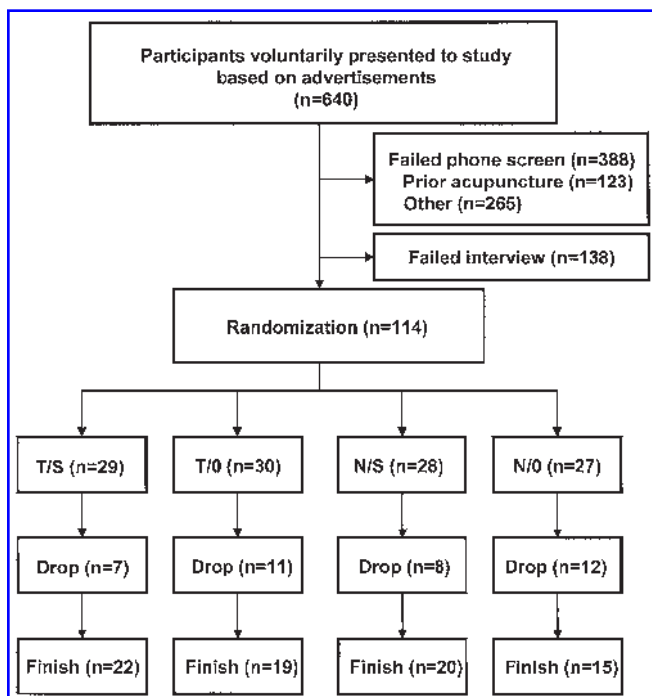 Participants voluntarily presented to study
based on advertisements
(n=640)
Failed phone screen (n=388)
Prior acupuncture (n=123)
Other (n=265)
Failed interview (n=138)
Randomization (n=114)
T/S (n=29)
T/0 (n=30)
N/S (n=28)
N/0 (n=27)
Drop (n=7)
Drop (n=11)
Drop (n=8)
Drop (n=12)
Finish (n=22)
Finish (n=19)
Finish (n=20)
Finish (n=15)